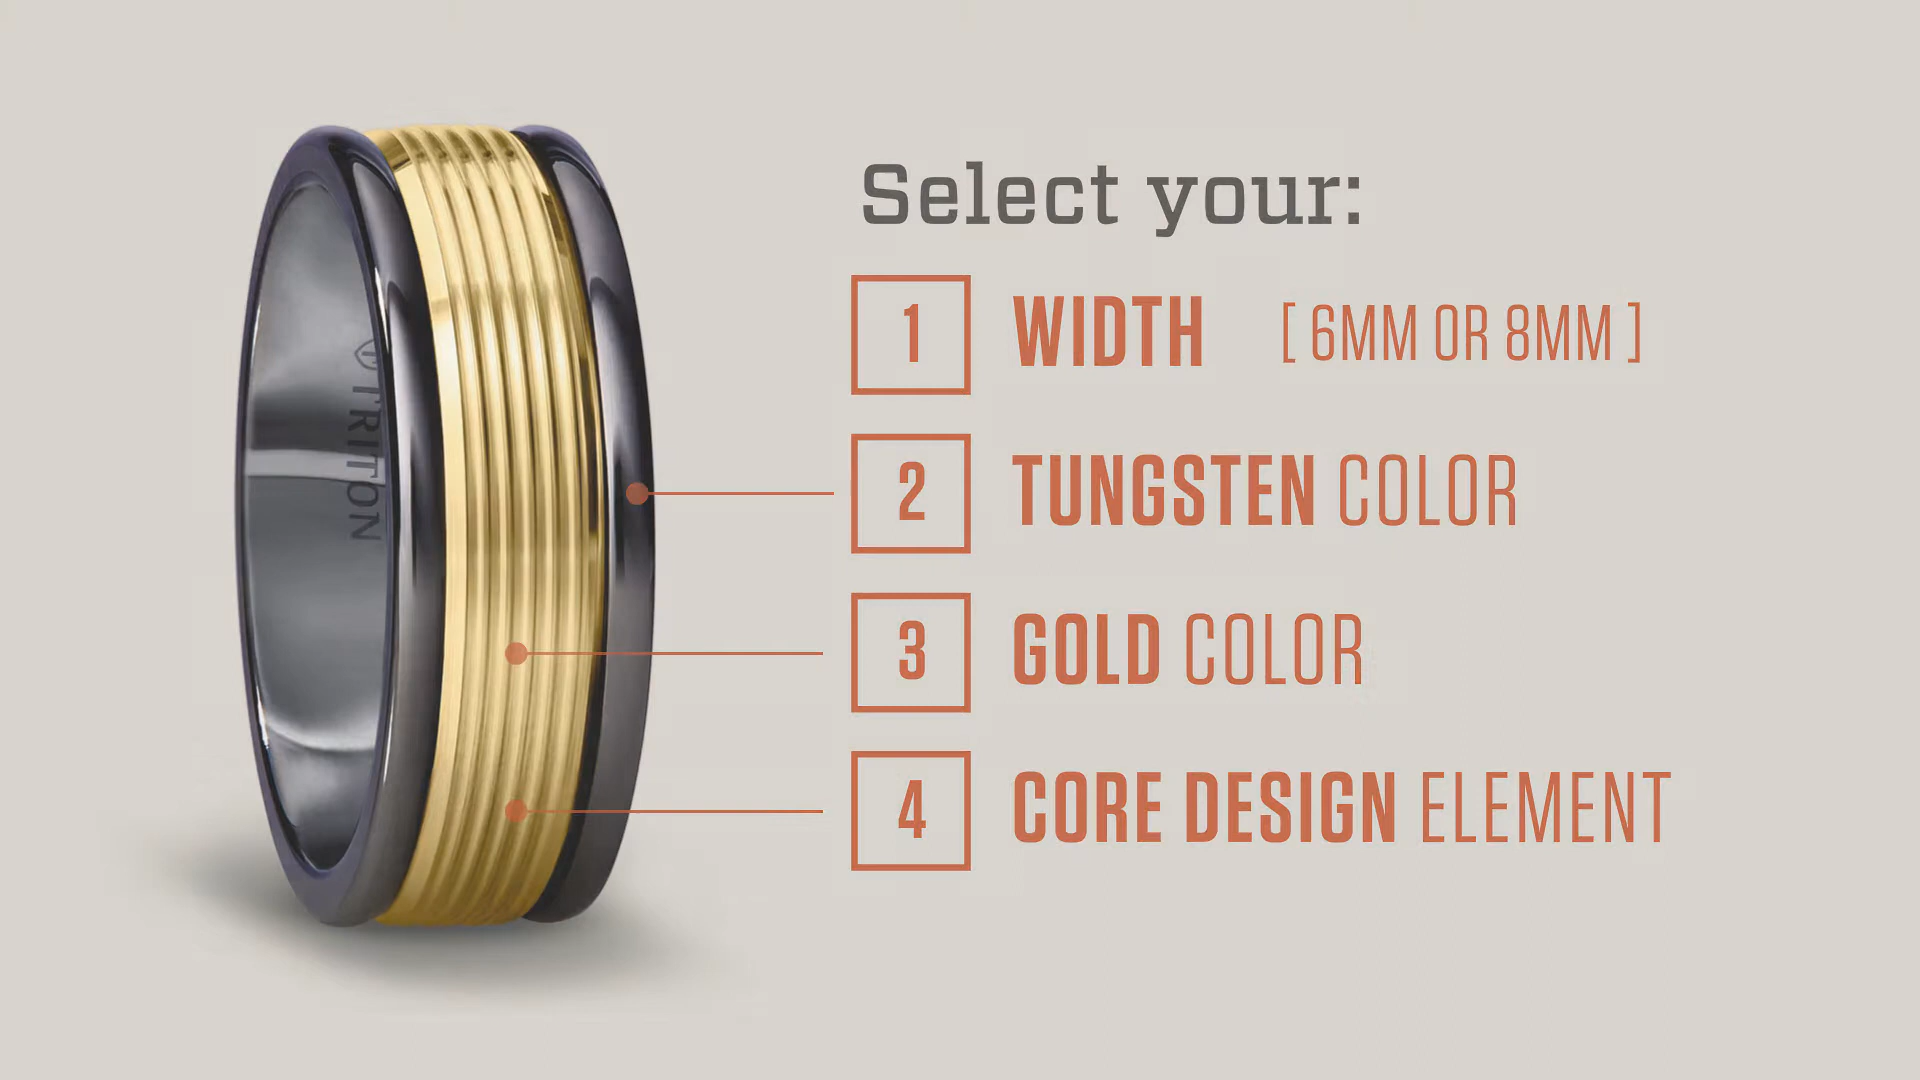 Select your:
1 WIDTH [ 6MM OR 8MM ]
2 TUNGSTEN COLOR
3 GOLD COLOR
4 CORE DESIGN ELEMENT
TRITON